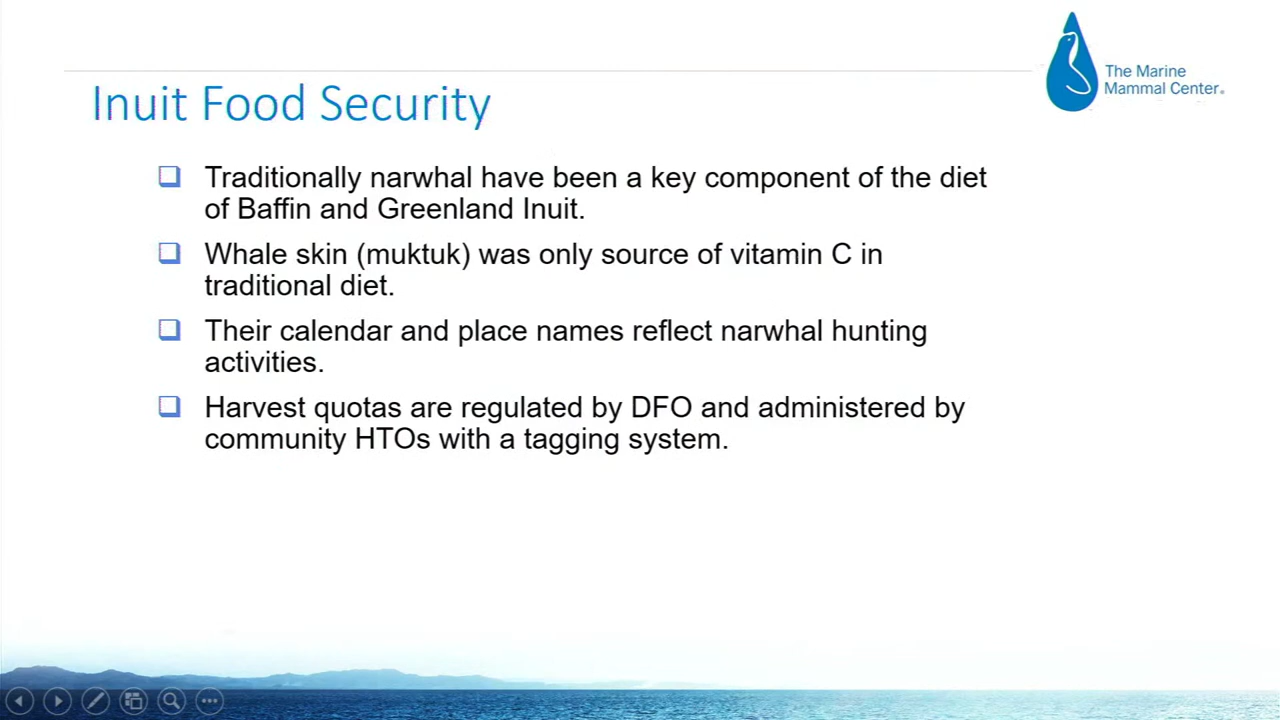 The Marine
Mammal Center®
Inuit Food Security
Traditionally narwhal have been a key component of the diet
of Baffin and Greenland Inuit.
Whale skin (muktuk) was only source of vitamin C in
traditional diet.
Their calendar and place names reflect narwhal hunting
activities.
Harvest quotas are regulated by DFO and administered by
community HTOs with a tagging system.